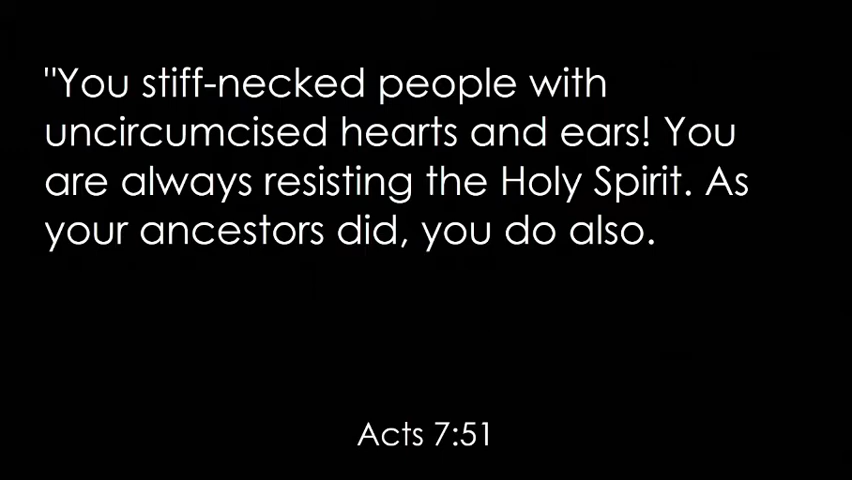 "You stiff-necked people with
uncircumcised hearts and ears! You
are always resisting the Holy Spirit. As
your ancestors did, you do also.
Acts 7:51